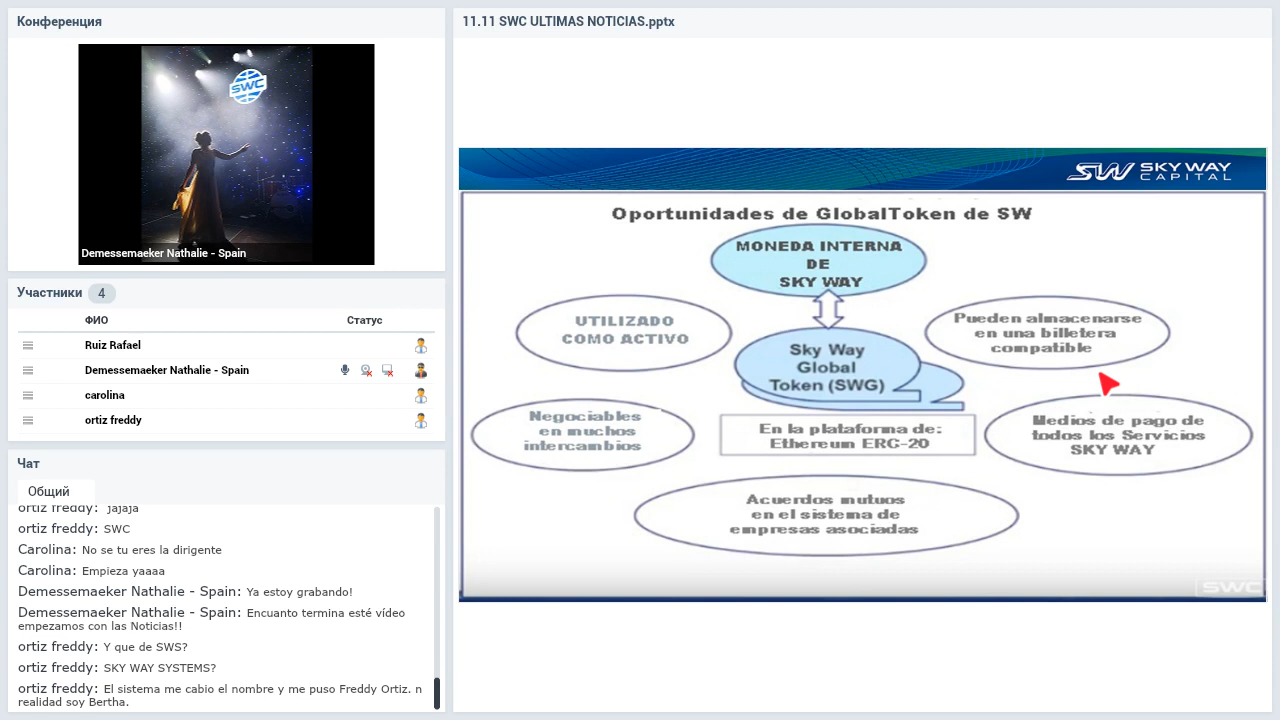 Конференция
SWC
Demessemaeker Nathalie - Spain
Участники 4
ФИО Статус
Ruiz Rafael
Demessemaeker Nathalie - Spain
carolina
ortiz freddy
Чат
Общий
ortiz freddy: jajaja
ortiz freddy: SWC
Carolina: No se tu eres la dirigente
Carolina: Empieza yaaaa
Demessemaeker Nathalie - Spain: Ya estoy grabando!
Demessemaeker Nathalie - Spain: Encuanto termina esté vídeo
empezamos con las Noticias!!
ortiz freddy: Y que de SWS?
ortiz freddy: SKY WAY SYSTEMS?
ortiz freddy: El sistema me cabio el nombre y me puso Freddy Ortiz. n
realidad soy Bertha.
11.11 SWC ULTIMAS NOTICIAS.pptx
SW SKY WAY
CAPITAL
Oportunidades de GlobalToken de SW
MONEDA INTERNA
DE
SKY WAY
UTILIZADO
COMO ACTIVO
Pueden almacenarse
en una billetera
compatible
Sky Way
Global
Token (SWG)
Negociables
en muchos
intercambios
En la plataforma de:
Ethereum ERC-20
Medios de pago de
todos los Servicios
SKY WAY
Acuerdos mutuos
en el sistema de
empresas asociadas
SWC